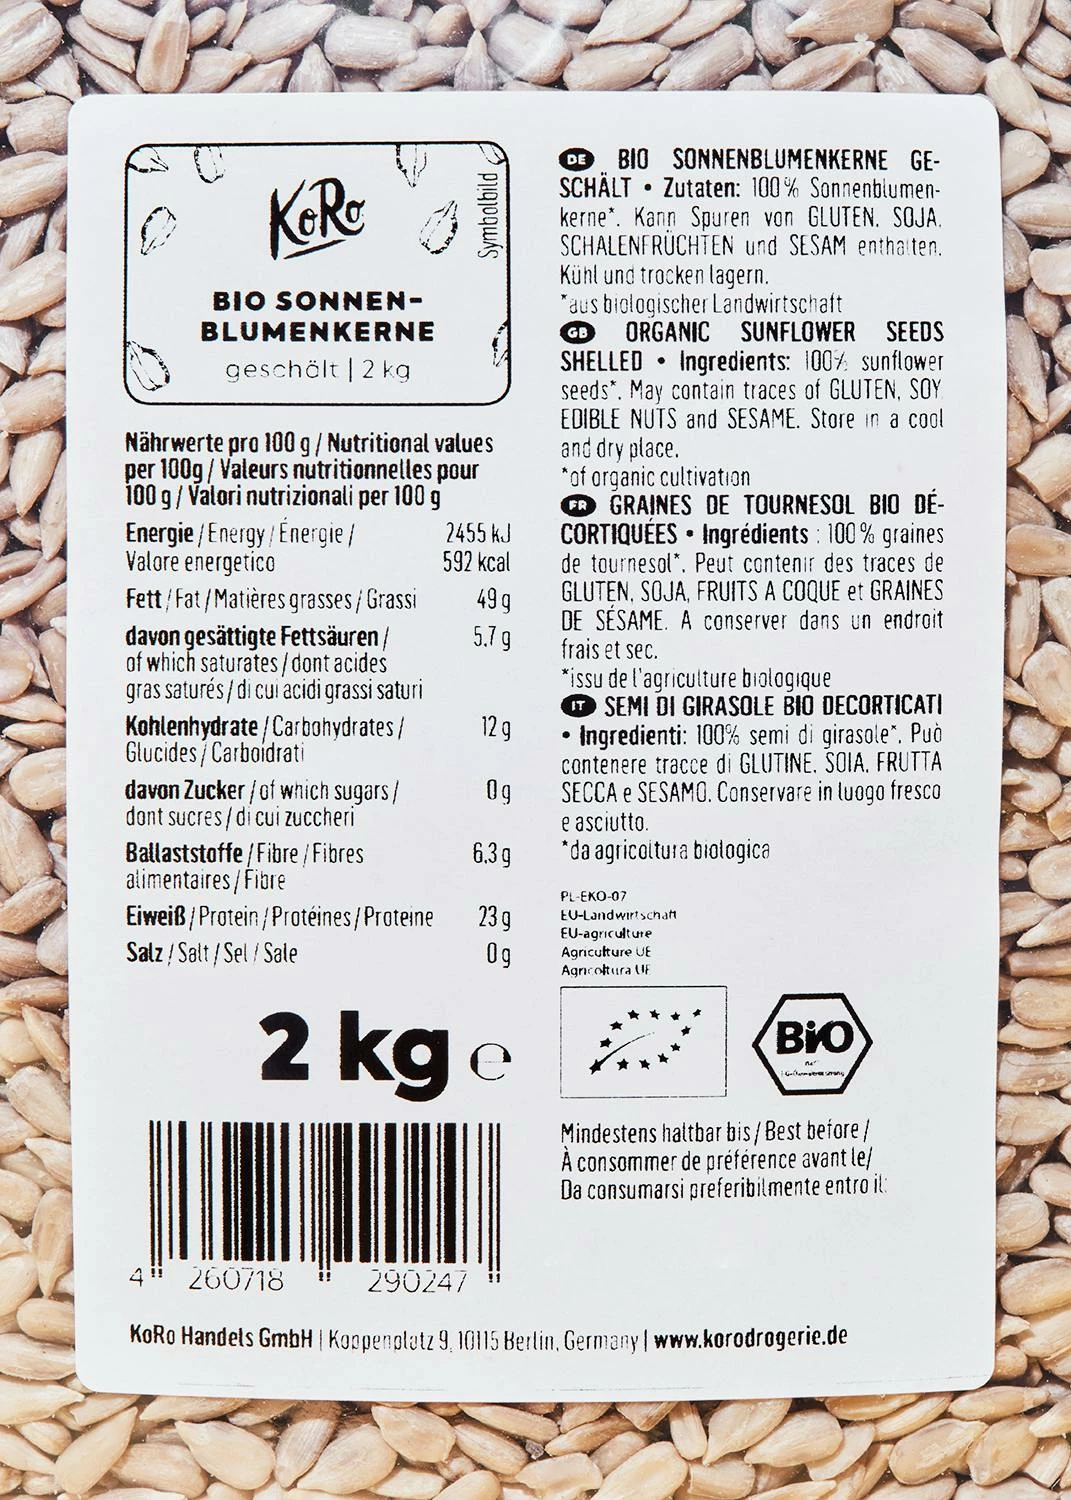 KoRo
Symbolbild
BIO SONNEN-
BLUMENKERNE
geschält | 2 kg
Nährwerte pro 100 g / Nutritional values
per 100g / Valeurs nutritionnelles pour
100 g / Valori nutrizionali per 100 g
Energie / Energy / Énergie / 2455 kJ
Valore energetico 592 kcal
Fett / Fat / Matières grasses / Grassi 49 g
davon gesättigte Fettsäuren / 5,7 g
of which saturates / dont acides
gras saturés / di cui acidi grassi saturi
Kohlenhydrate / Carbohydrates / 12 g
Glucides / Carboidrati
davon Zucker / of which sugars / 0 g
dont sucres / di cui zuccheri
Ballaststoffe / Fibre / Fibres 6,3 g
alimentaires / Fibre
Eiweiß / Protein / Protéines / Proteine 23 g
Salz / Salt / Sel / Sale 0 g
2 kg e
4 260718 290247
DE BIO SONNENBLUMENKERNE GE-
SCHÄLT • Zutaten: 100 % Sonnenblumen-
kerne*. Kann Spuren von GLUTEN, SOJA,
SCHALENFRÜCHTEN und SESAM enthalten.
Kühl und trocken lagern.
*aus biologischer Landwirtschaft
GB ORGANIC SUNFLOWER SEEDS
SHELLED • Ingredients: 100% sunflower
seeds*. May contain traces of GLUTEN, SOY
EDIBLE NUTS and SESAME. Store in a cool
and dry place.
*of organic cultivation
FR GRAINES DE TOURNESOL BIO DÉ-
CORTIQUÉES • Ingrédients : 100 % graines
de tournesol*. Peut contenir des traces de
GLUTEN, SOJA, FRUITS A COQUE et GRAINES
DE SÉSAME. A conserver dans un endroit
frais et sec.
*issu de l'agriculture biologique
IT SEMI DI GIRASOLE BIO DECORTICATI
• Ingredienti: 100% semi di girasole*. Può
contenere tracce di GLUTINE, SOIA, FRUTTA
SECCA e SESAMO. Conservare in luogo fresco
e asciutto.
*da agricoltura biologica
PL-EKO-07
EU-Landwirtschaft
EU-agriculture
Agriculture UE
Agricoltura UE
BIO
Mindestens haltbar bis / Best before /
À consommer de préférence avant le/
Da consumarsi preferibilmente entro il:
KoRo Handels GmbH | Koppenplatz 9, 10115 Berlin, Germany | www.korodrogerie.de